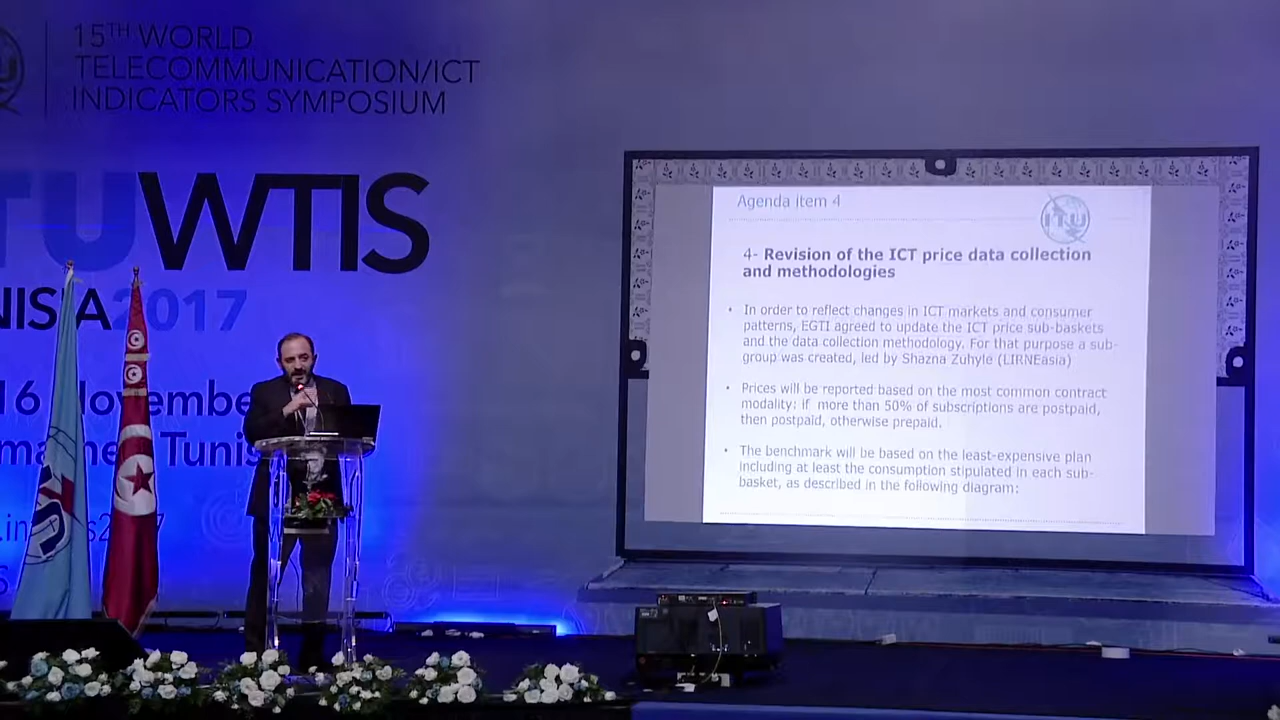 15TH WORLD
TELECOMMUNICATION/ICT
INDICATORS SYMPOSIUM
TUWTIS
2017
Agenda item 4
ITU
4- Revision of the ICT price data collection
and methodologies
• In order to reflect changes in ICT markets and consumer
patterns, EGTI agreed to update the ICT price sub-baskets
and the data collection methodology. For that purpose a sub-
group was created, led by Shazna Zuhyle (LIRNEasia)
• Prices will be reported based on the most common contract
modality: if more than 50% of subscriptions are postpaid,
then postpaid, otherwise prepaid.
• The benchmark will be based on the least-expensive plan
including at least the consumption stipulated in each sub-
basket, as described in the following diagram: